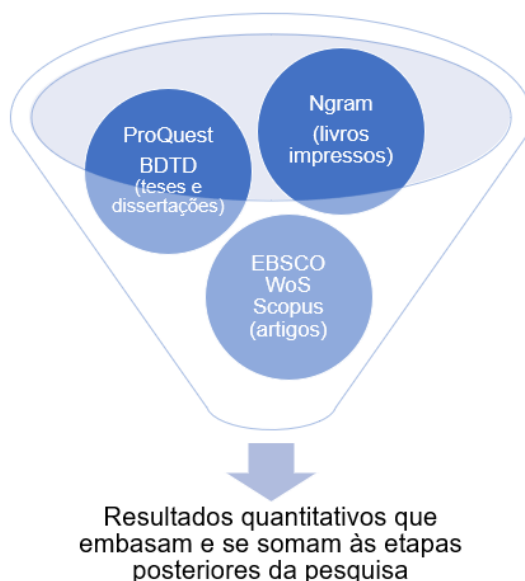 ProQuest
BDTD
(teses e
dissertações)
Ngram
(livros
impressos)
EBSCO
WoS
Scopus
(artigos)
Resultados quantitativos que
embasam e se somam às etapas
posteriores da pesquisa